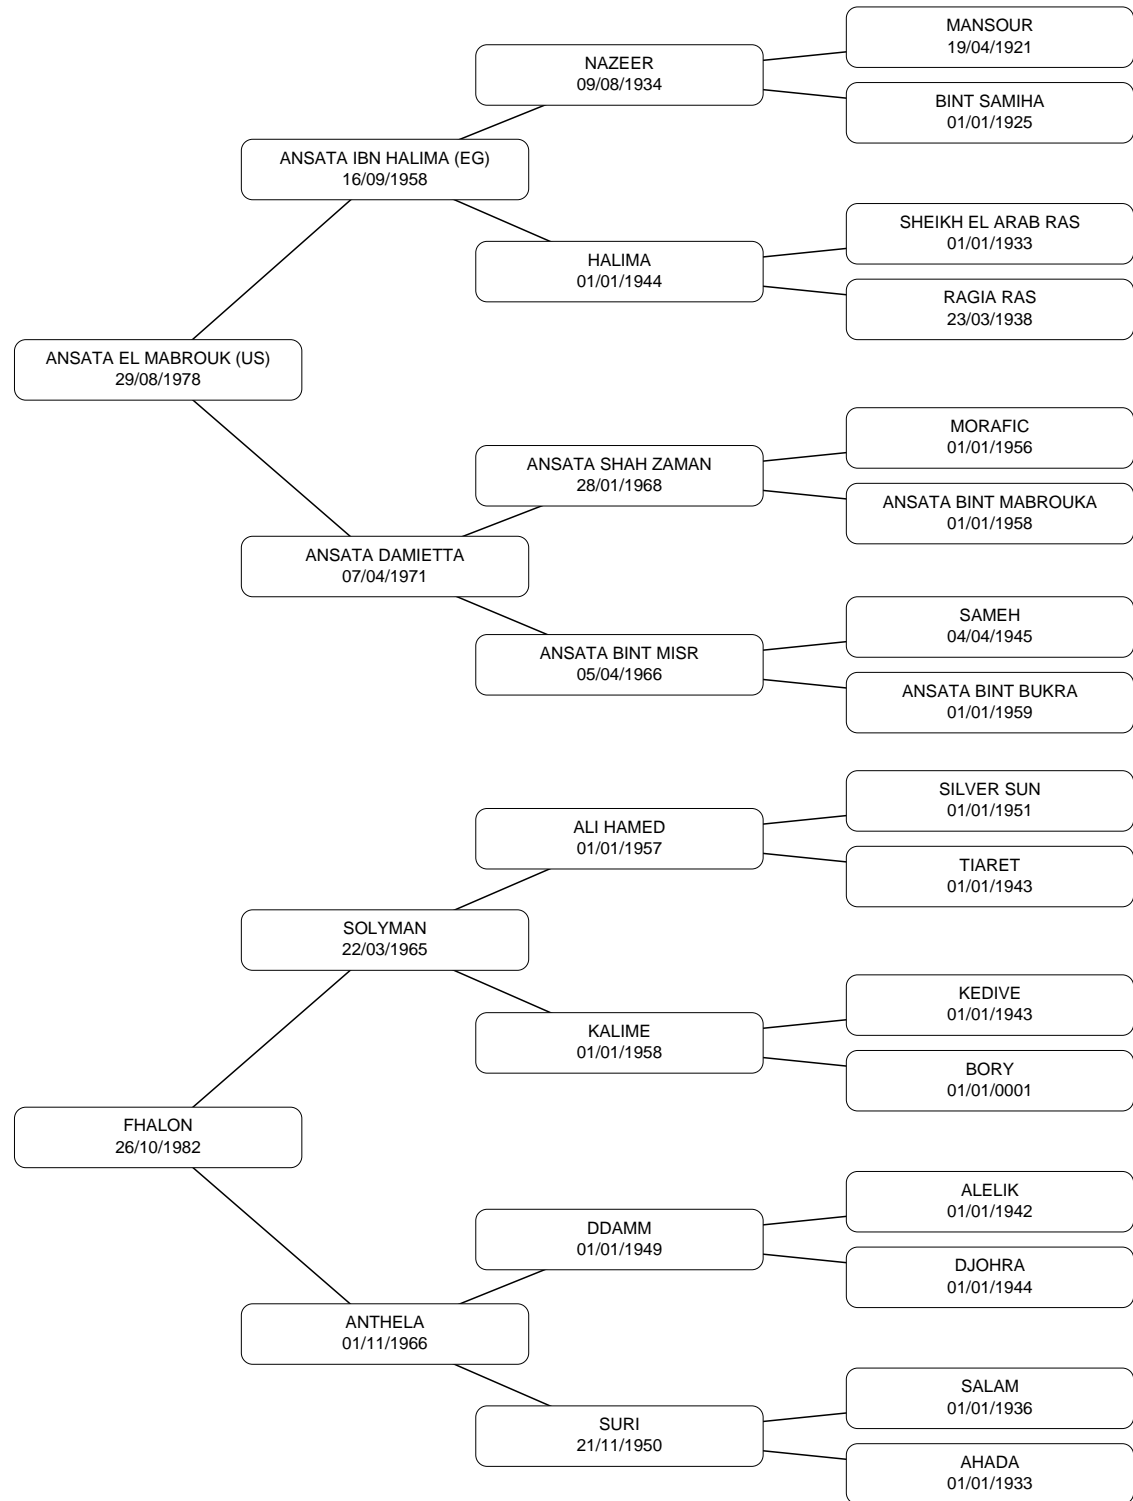 MANSOUR
19/04/1921
NAZEER
09/08/1934
BINT SAMIHA
01/01/1925
ANSATA IBN HALIMA (EG)
16/09/1958
SHEIKH EL ARAB RAS
01/01/1933
HALIMA
01/01/1944
RAGIA RAS
23/03/1938
ANSATA EL MABROUK (US)
29/08/1978
MORAFIC
01/01/1956
ANSATA SHAH ZAMAN
28/01/1968
ANSATA BINT MABROUKA
01/01/1958
ANSATA DAMIETTA
07/04/1971
SAMEH
04/04/1945
ANSATA BINT MISR
05/04/1966
ANSATA BINT BUKRA
01/01/1959
SILVER SUN
01/01/1951
ALI HAMED
01/01/1957
TIARET
01/01/1943
SOLYMAN
22/03/1965
KEDIVE
01/01/1943
KALIME
01/01/1958
BORY
01/01/0001
FHALON
26/10/1982
ALELIK
01/01/1942
DDAMM
01/01/1949
DJOHRA
01/01/1944
ANTHELA
01/11/1966
SALAM
01/01/1936
SURI
21/11/1950
AHADA
01/01/1933